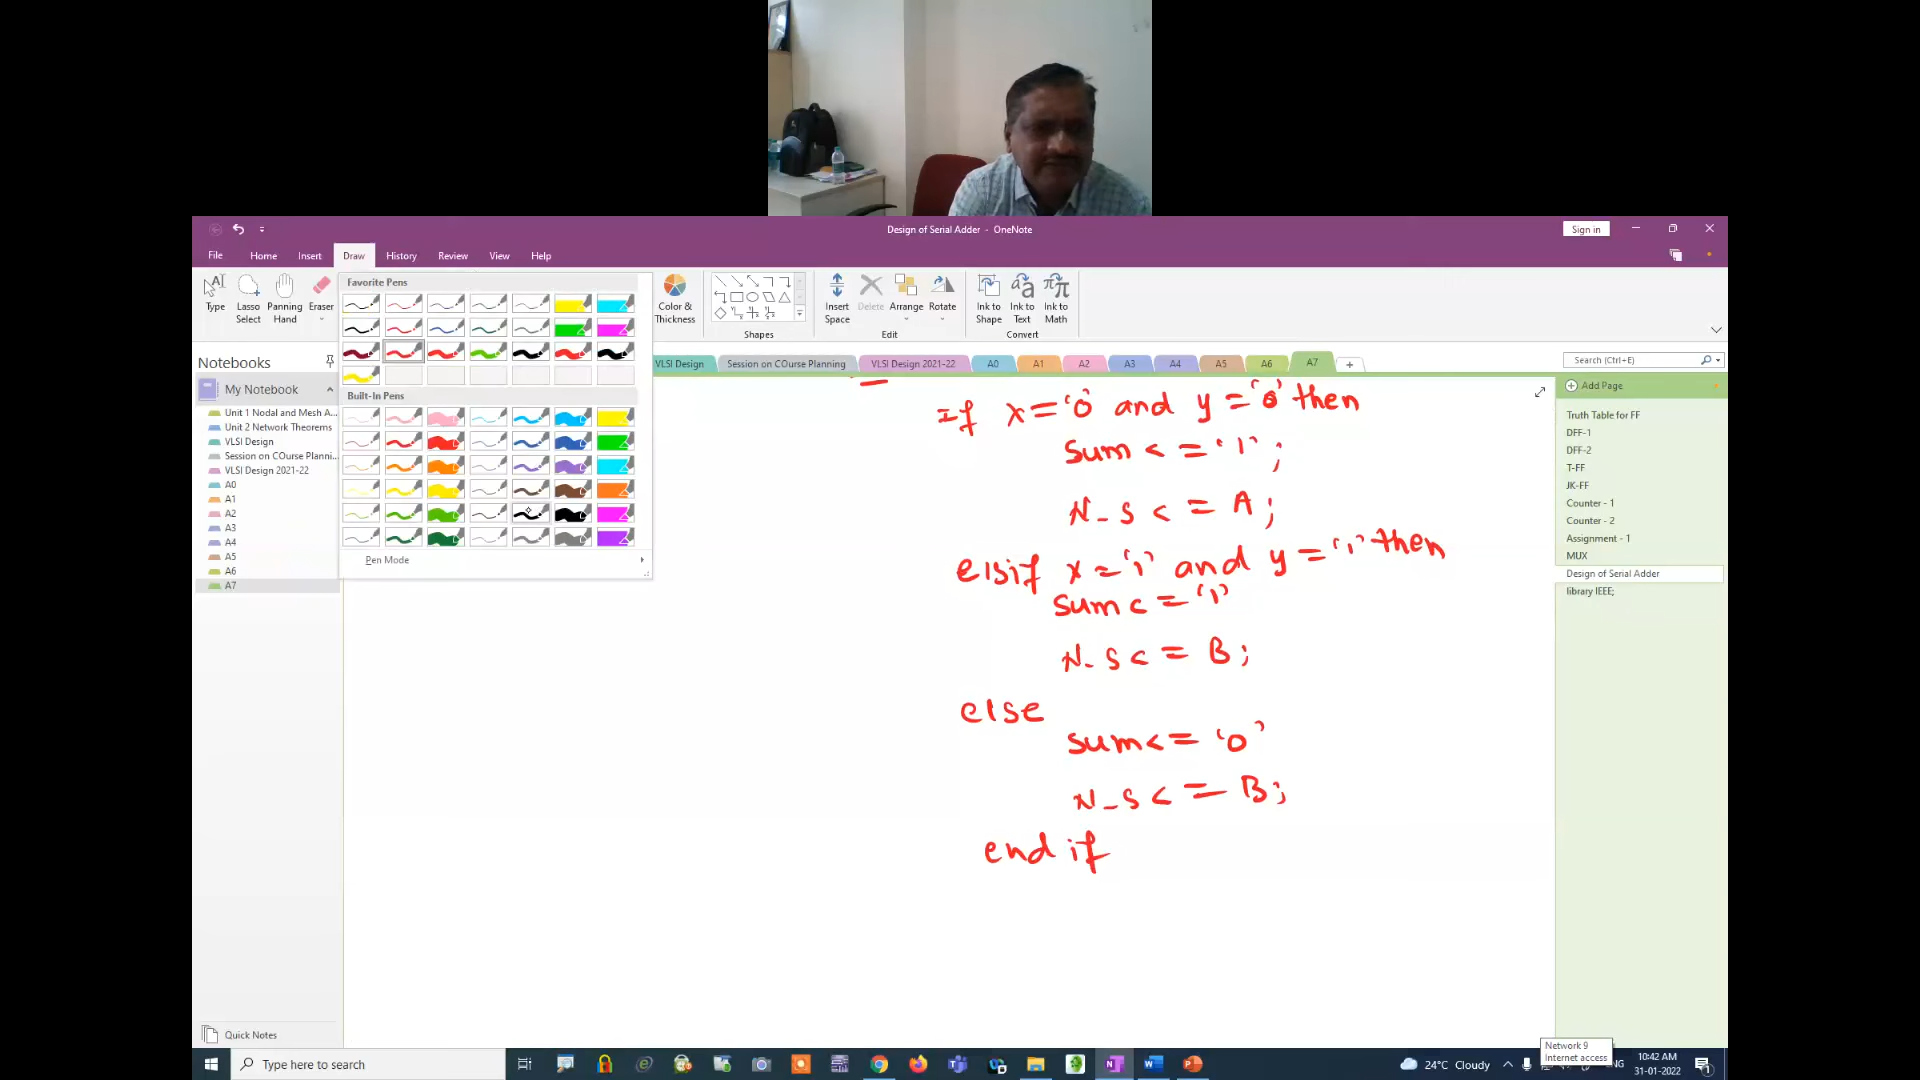 Design of Serial Adder - OneNote
Sign in
File Home Insert Draw History Review View Help
Type
Lasso Select
Panning Hand
Eraser
Favorite Pens
Built-In Pens
Pen Mode
Color & Thickness
Shapes
Insert Space
Delete
Arrange
Rotate
Edit
Ink to Shape
Ink to Text
Ink to Math
Convert
Notebooks
My Notebook
Unit 1 Nodal and Mesh A...
Unit 2 Network Theorems
VLSI Design
Session on COurse Planni...
VLSI Design 2021-22
A0
A1
A2
A3
A4
A5
A6
A7
Quick Notes
VLSI Design Session on COurse Planning VLSI Design 2021-22 A0 A1 A2 A3 A4 A5 A6 A7 +
Search (Ctrl+E)
Add Page
Truth Table for FF
DFF-1
DFF-2
T-FF
JK-FF
Counter - 1
Counter - 2
Assignment - 1
MUX
Design of Serial Adder
library IEEE;
If x='0' and y='0' then
sum <= '1';
N-S <= A;
elsif x='1' and y='1' then
sum <= '1'
N-S <= B;
else
sum <= '0'
N-S <= B;
end if
Network 9
Internet access
Type here to search
24°C Cloudy
10:42 AM
31-01-2022